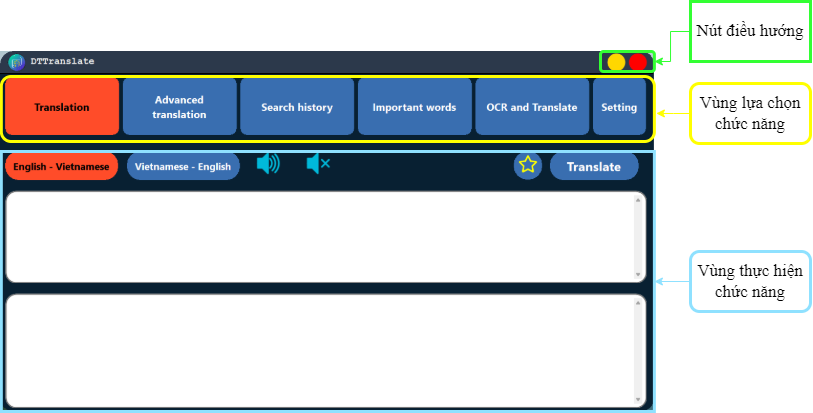 Nút điều hướng
DTTranslate
Translation
Advanced
translation
Search history
Important words
OCR and Translate
Setting
Vùng lựa chọn
chức năng
English - Vietnamese
Vietnamese - English
Translate
Vùng thực hiện
chức năng